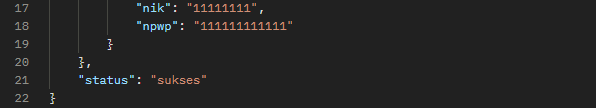 17 "nik": "11111111",
18 "npwp": "111111111111"
19 }
20 },
21 "status": "sukses"
22 }